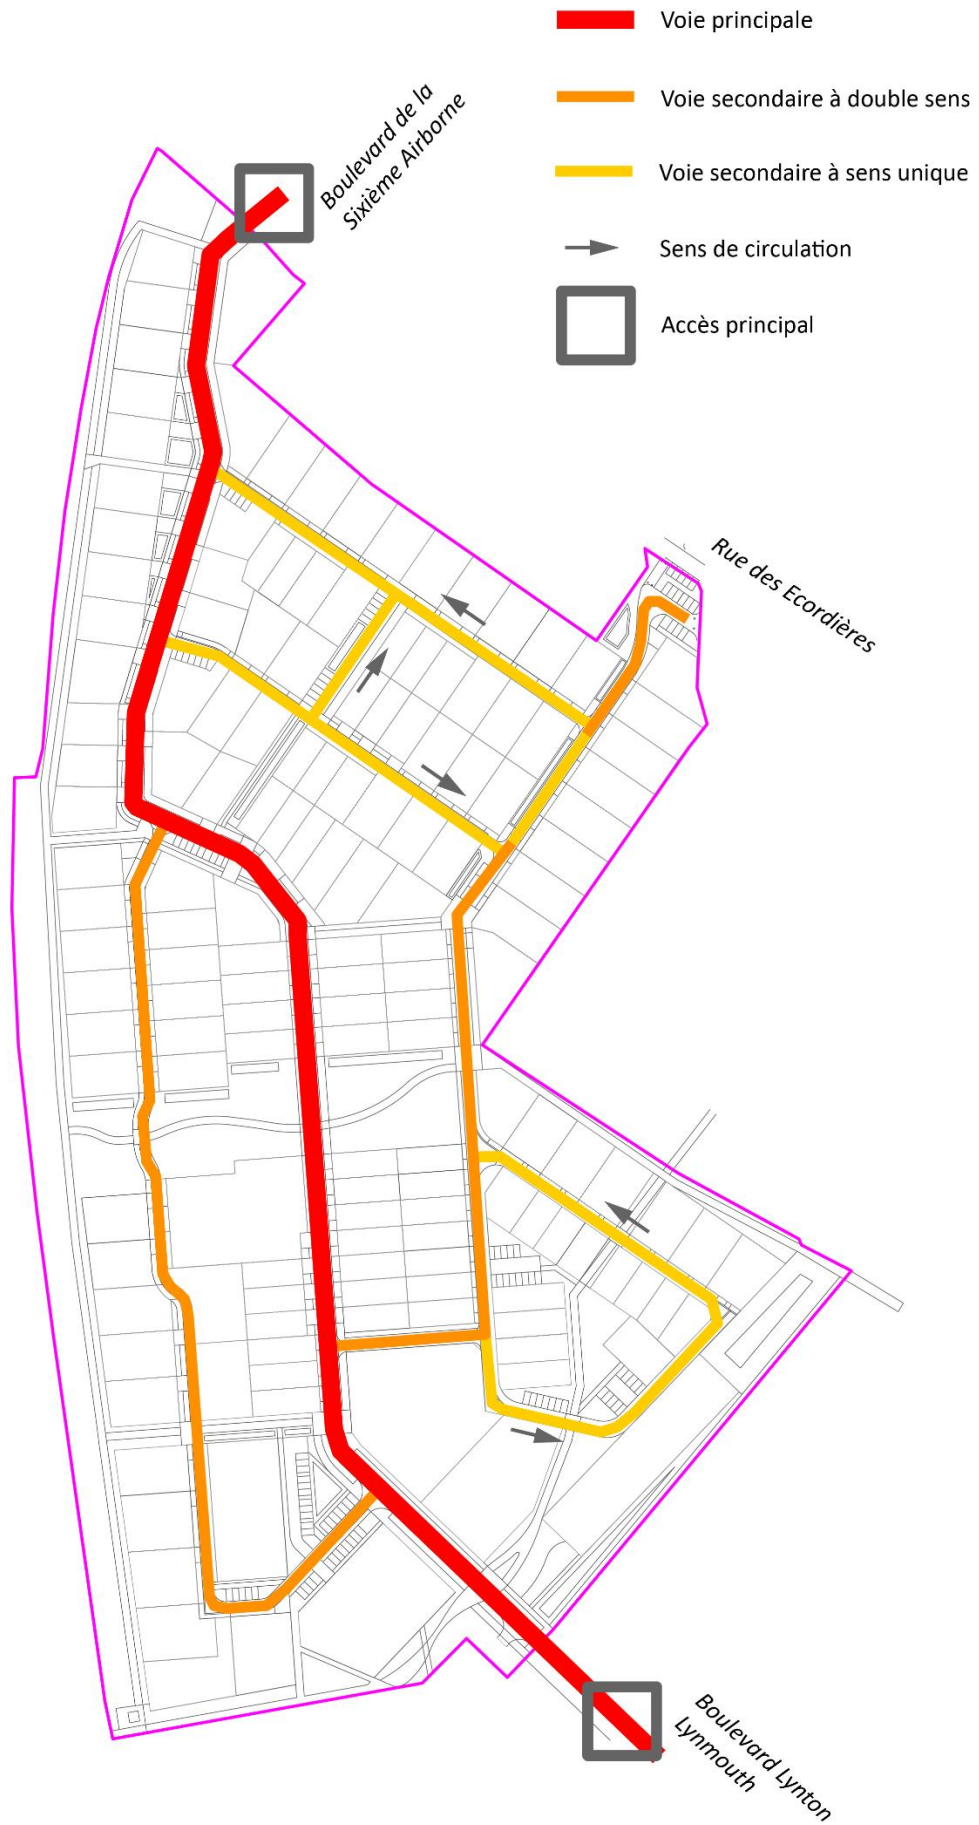 Voie principale
Voie secondaire à double sens
Voie secondaire à sens unique
Sens de circulation
Accès principal
Boulevard de la
Sixième Airborne
Rue des Ecordières
Boulevard Lynton
Lynmouth